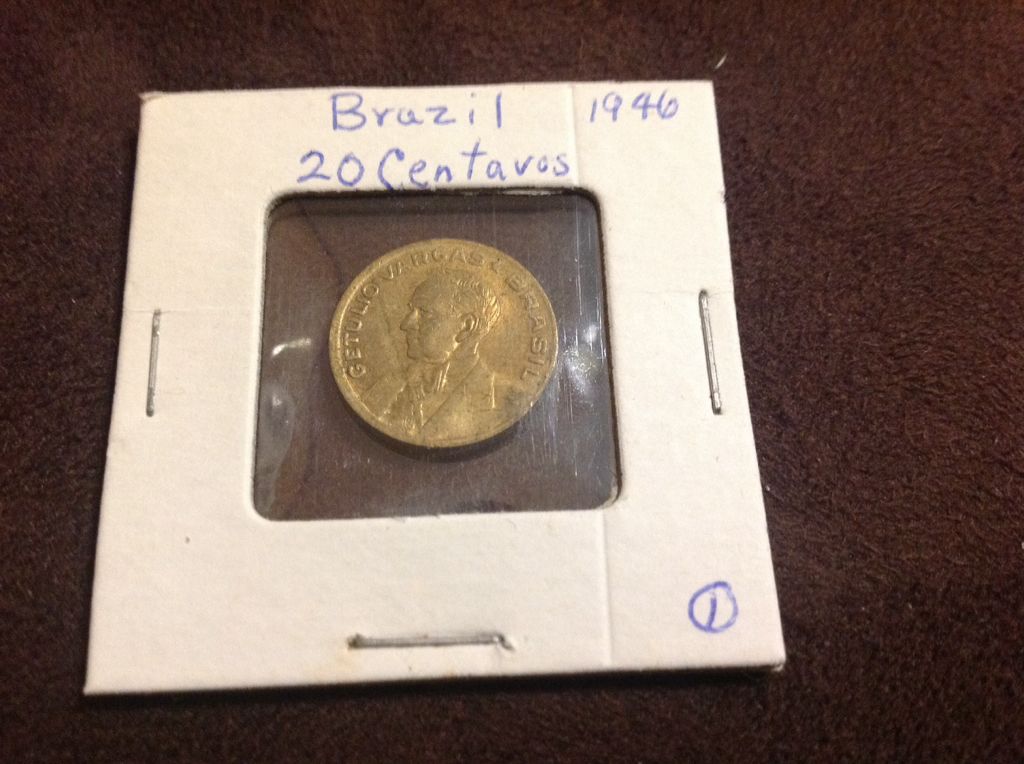 Brazil 1946
20 Centavos
GETULIO VARGAS * BRASIL
1